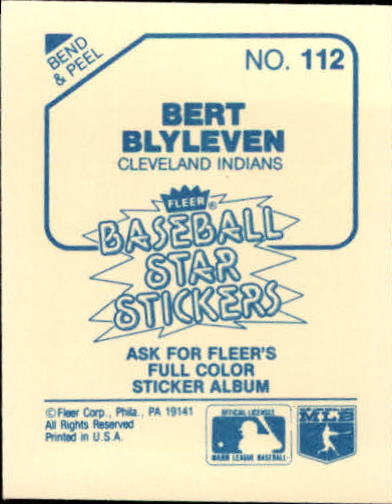 BEND
& PEEL
NO. 112
BERT
BLYLEVEN
CLEVELAND INDIANS
FLEER®
BASEBALL
STAR
STICKERS
ASK FOR FLEER'S
FULL COLOR
STICKER ALBUM
© Fleer Corp., Phila., PA 19141
All Rights Reserved
Printed in U.S.A.
OFFICIAL LICENSEE
MAJOR LEAGUE BASEBALL
MLB